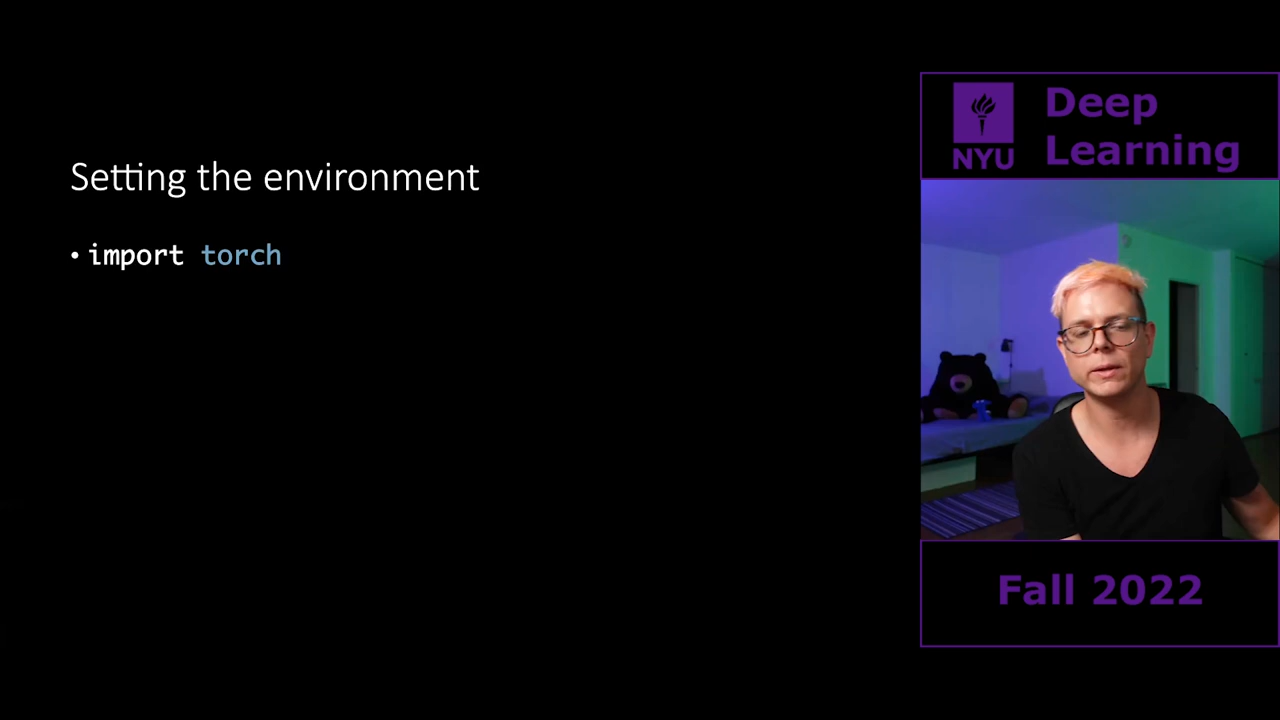 Setting the environment
• import torch
NYU
Deep
Learning
Fall 2022